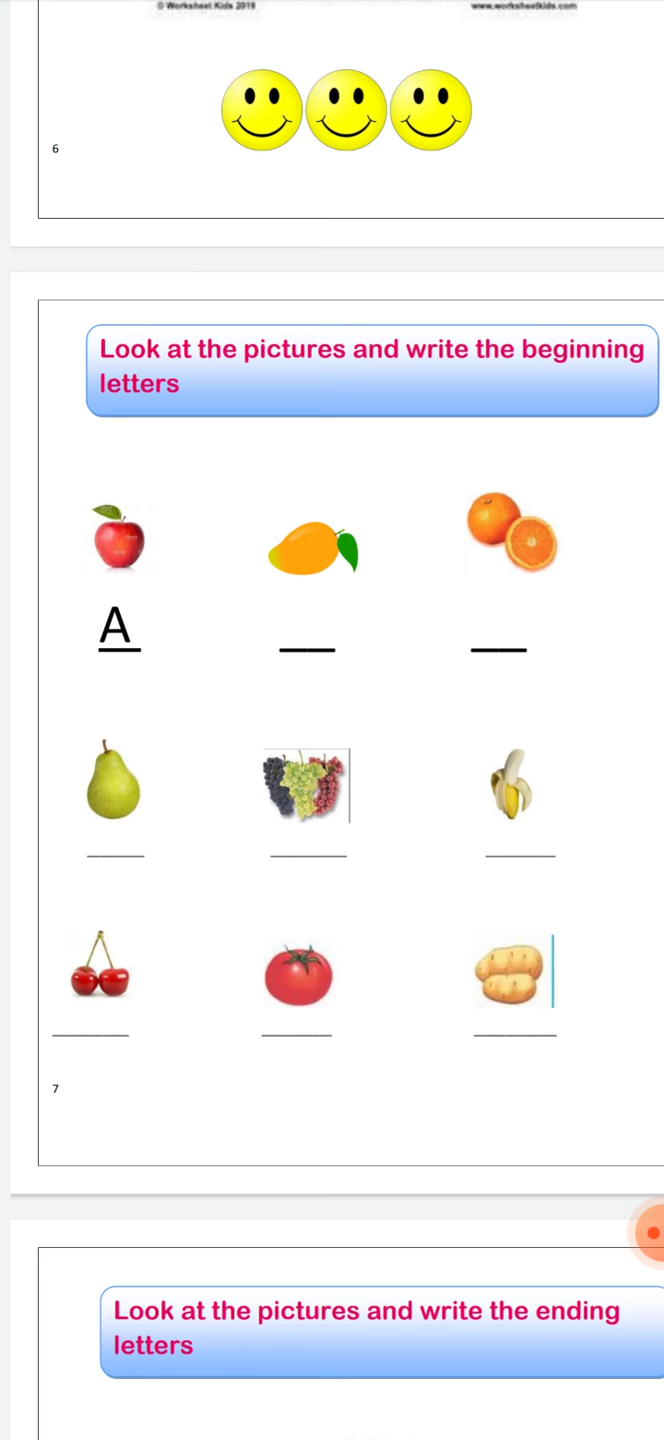 © Worksheet Kids 2019 www.worksheetkids.com
6
Look at the pictures and write the beginning
letters
A
7
Look at the pictures and write the ending
letters